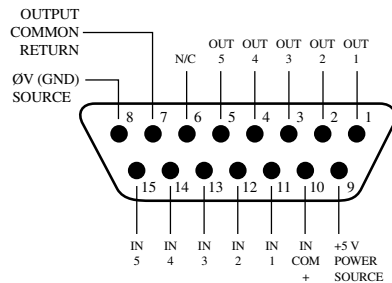 OUTPUT
COMMON
RETURN
ØV (GND)
SOURCE
N/C
OUT
5
OUT
4
OUT
3
OUT
2
OUT
1
8 7 6 5 4 3 2 1
15 14 13 12 11 10 9
IN
5
IN
4
IN
3
IN
2
IN
1
IN
COM
+
+5 V
POWER
SOURCE